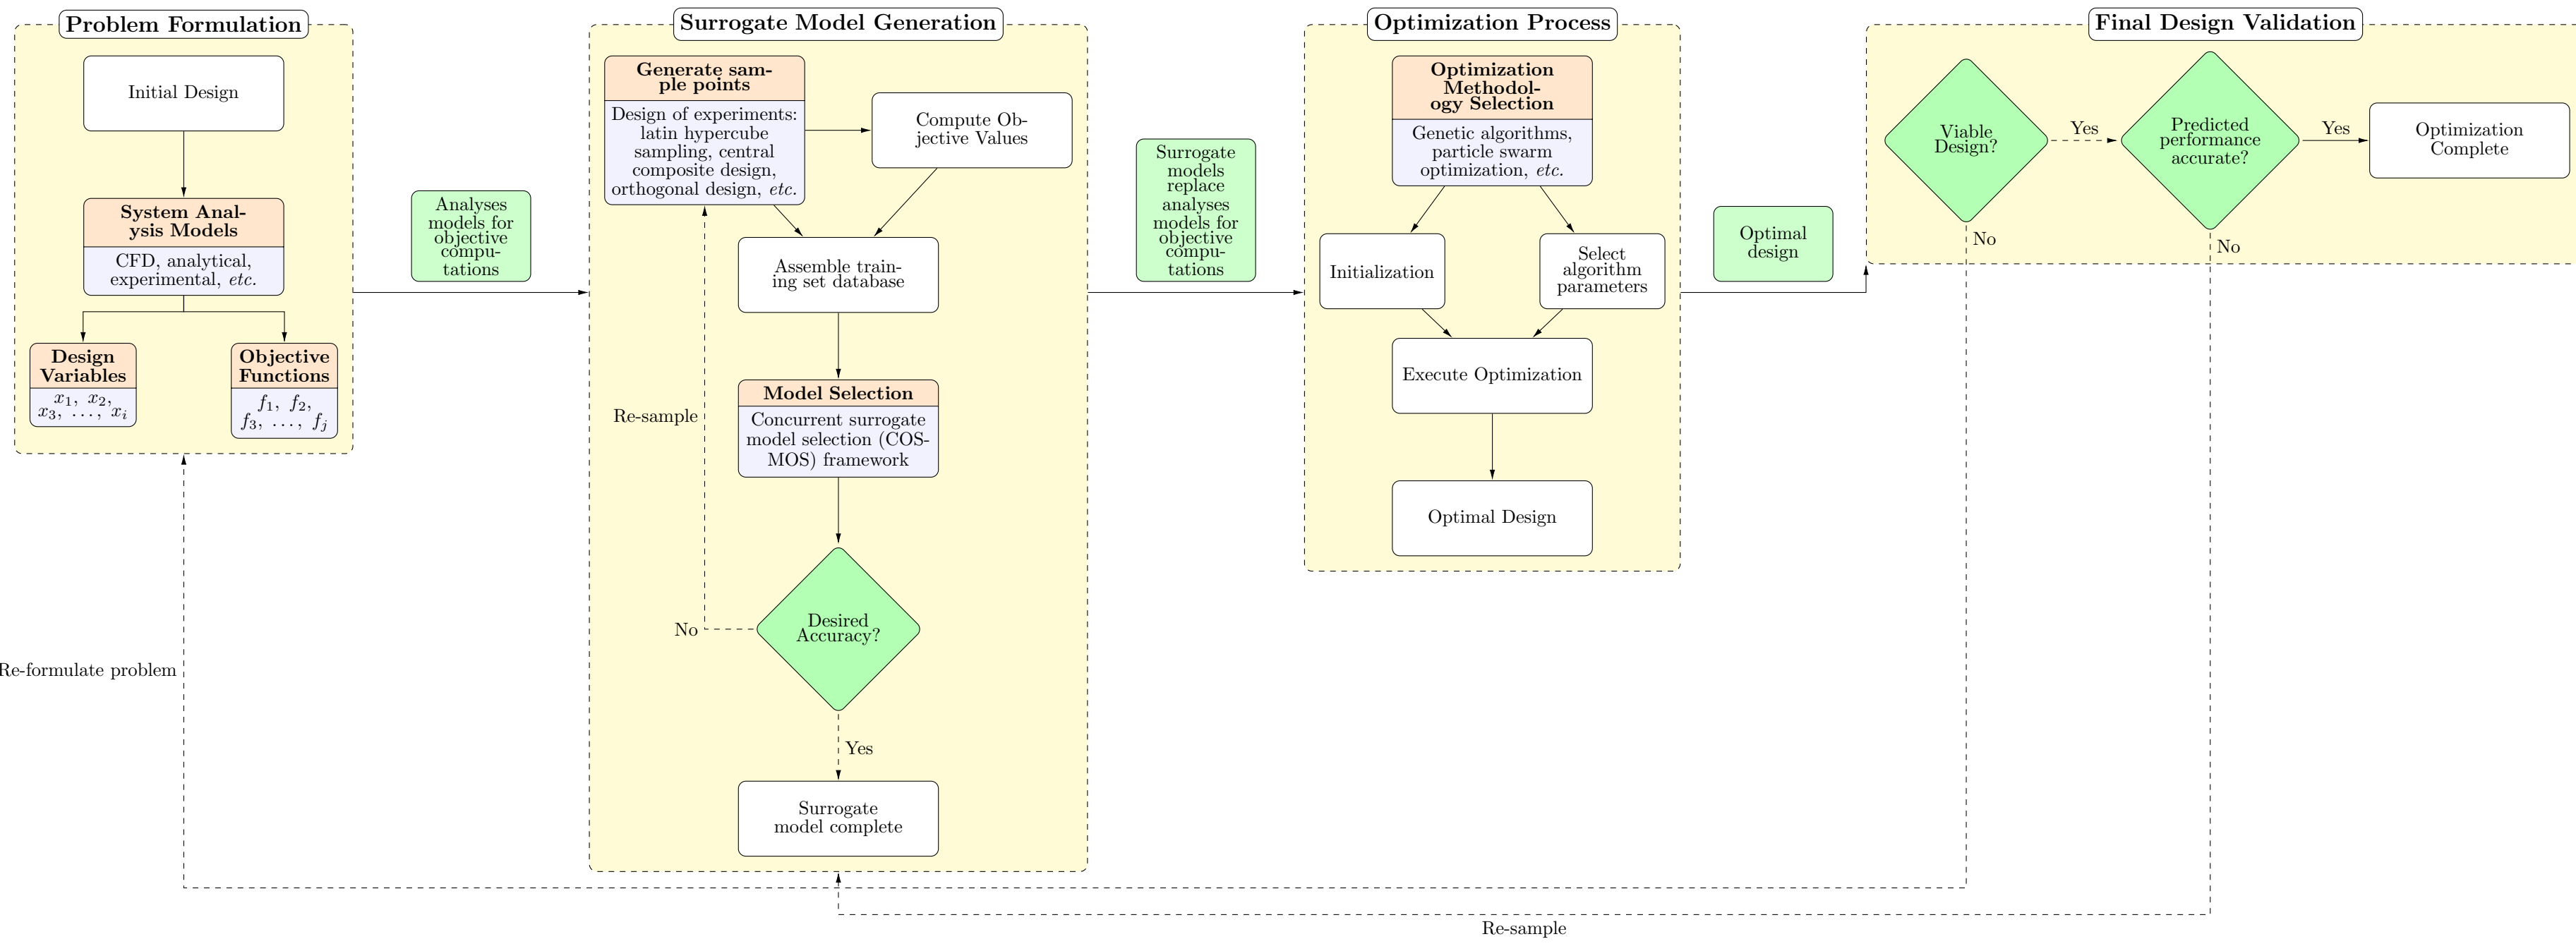 Problem Formulation
Initial Design
System Anal-
ysis Models
CFD, analytical,
experimental, etc.
Design
Variables
x₁, x₂,
x₃, …, xᵢ
Objective
Functions
f₁, f₂,
f₃, …, fⱼ
Re-formulate problem
Analyses
models for
objective
compu-
tations
Surrogate Model Generation
Generate sam-
ple points
Design of experiments:
latin hypercube
sampling, central
composite design,
orthogonal design, etc.
Compute Ob-
jective Values
Assemble train-
ing set database
Model Selection
Concurrent surrogate
model selection (COS-
MOS) framework
Re-sample
Desired
Accuracy?
No
Yes
Surrogate
model complete
Surrogate
models
replace
analyses
models for
objective
compu-
tations
Optimization Process
Optimization
Methodol-
ogy Selection
Genetic algorithms,
particle swarm
optimization, etc.
Initialization
Select
algorithm
parameters
Execute Optimization
Optimal Design
Optimal
design
Final Design Validation
Viable
Design?
Yes
No
Predicted
performance
accurate?
Yes
No
Optimization
Complete
Re-sample